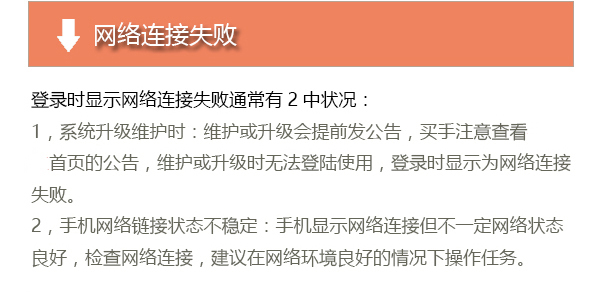 网络连接失败
登录时显示网络连接失败通常有 2 中状况：
1，系统升级维护时：维护或升级会提前发公告，买手注意查看
首页的公告，维护或升级时无法登陆使用，登录时显示为网络连接
失败。
2，手机网络链接状态不稳定：手机显示网络连接但不一定网络状态
良好，检查网络连接，建议在网络环境良好的情况下操作任务。